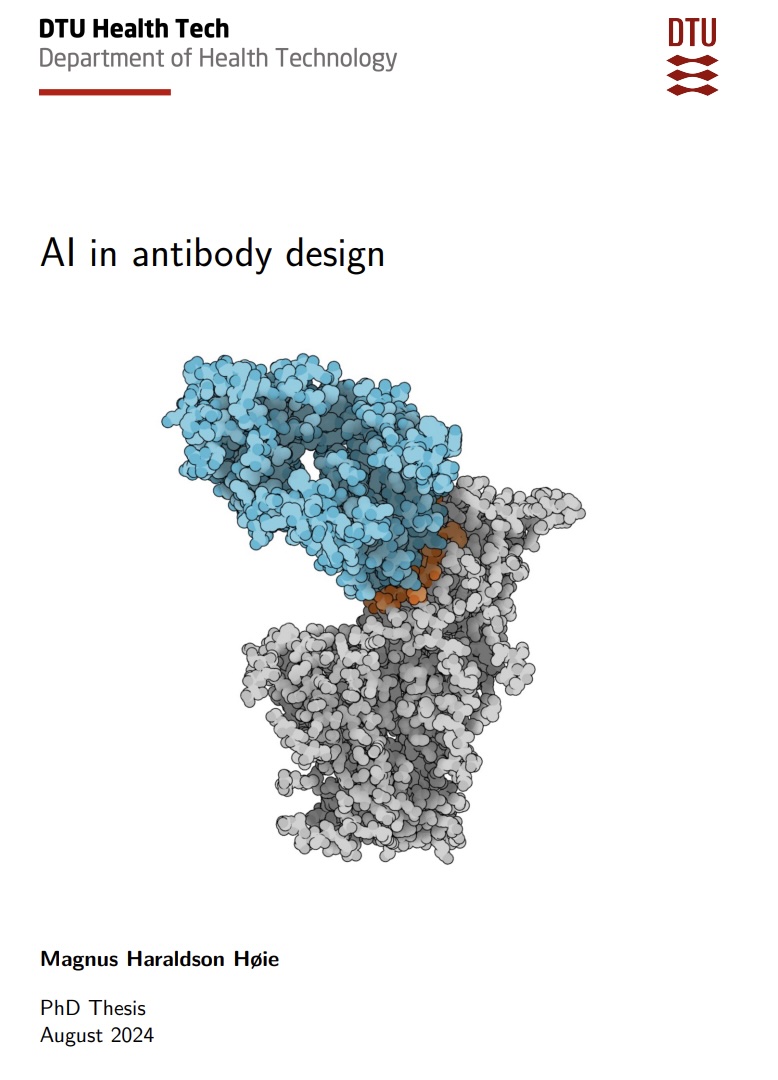 DTU Health Tech
Department of Health Technology
DTU
AI in antibody design
Magnus Haraldson Høie
PhD Thesis
August 2024